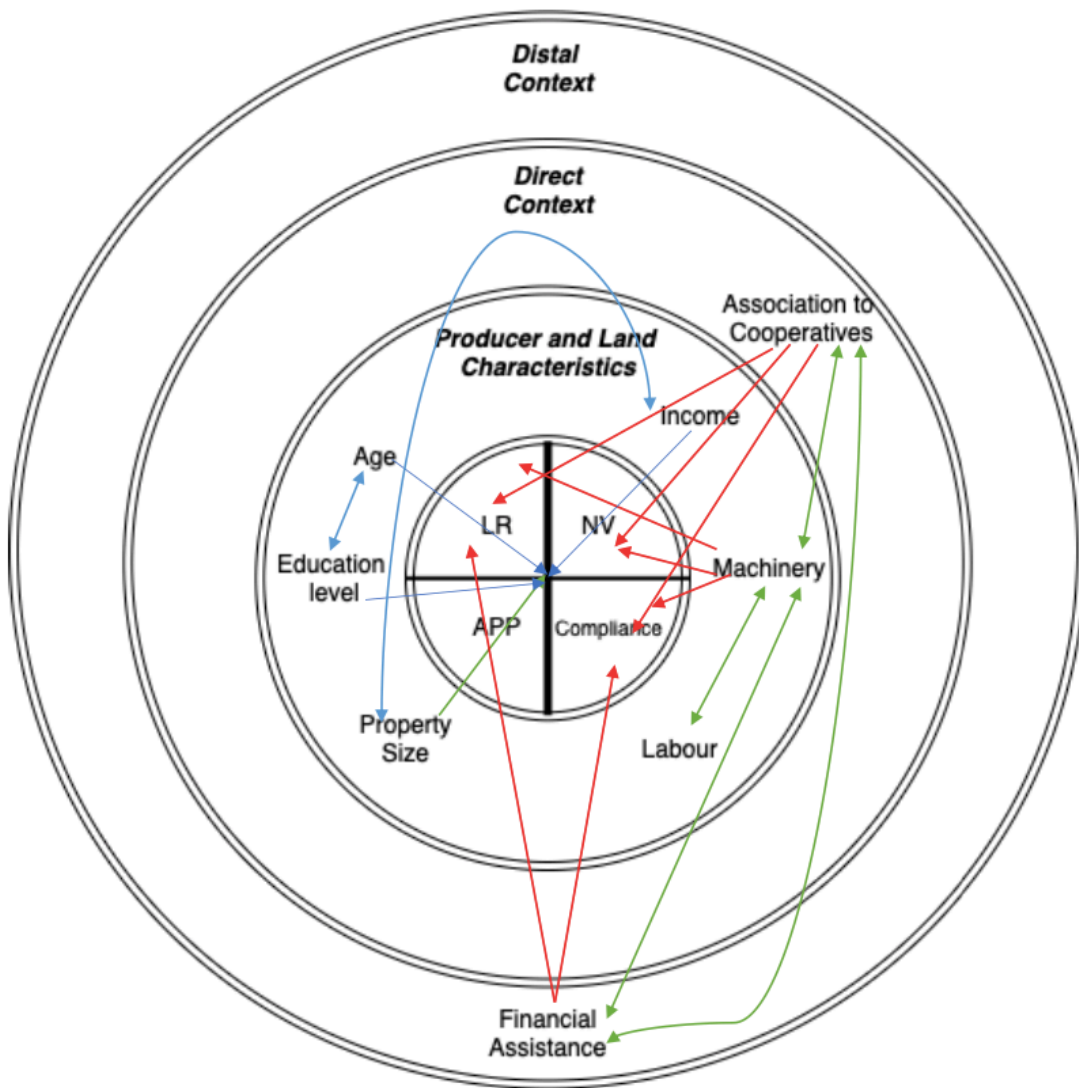 Distal
Context
Direct
Context
Association to
Cooperatives
Producer and Land
Characteristics
Income
Age
LR
NV
Education
level
Machinery
APP
Compliance
Property
Size
Labour
Financial
Assistance